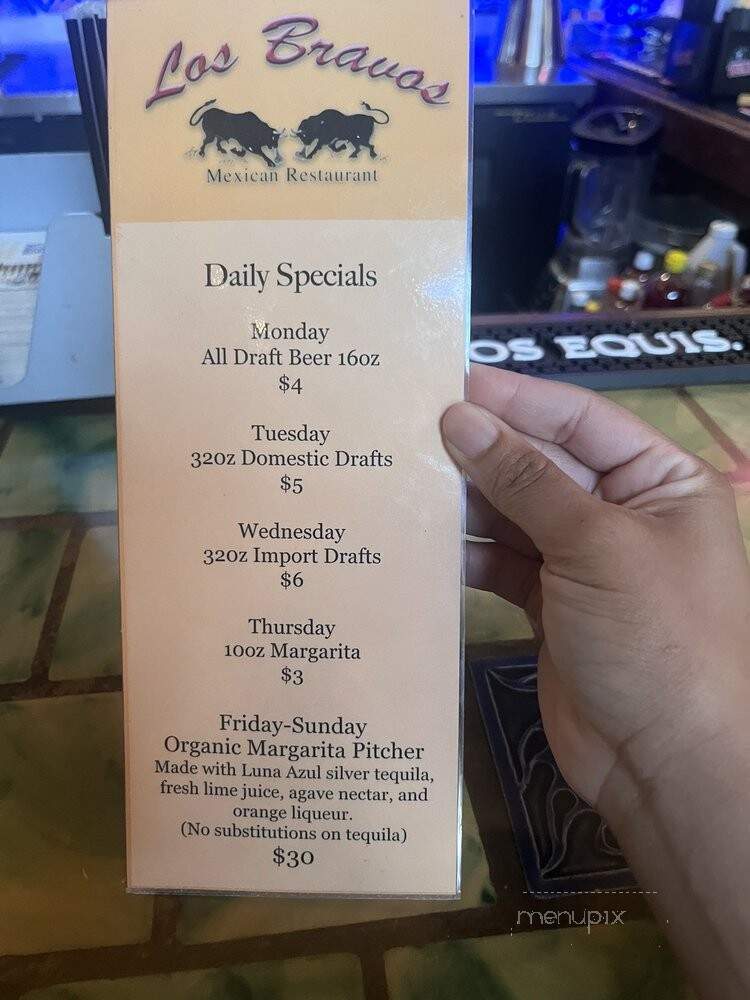 Los Bravos
Mexican Restaurant
Daily Specials
Monday
All Draft Beer 16oz
$4
Tuesday
32oz Domestic Drafts
$5
Wednesday
32oz Import Drafts
$6
Thursday
10oz Margarita
$3
Friday-Sunday
Organic Margarita Pitcher
Made with Luna Azul silver tequila,
fresh lime juice, agave nectar, and
orange liqueur.
(No substitutions on tequila)
$30
OS EQUIS.
menupix